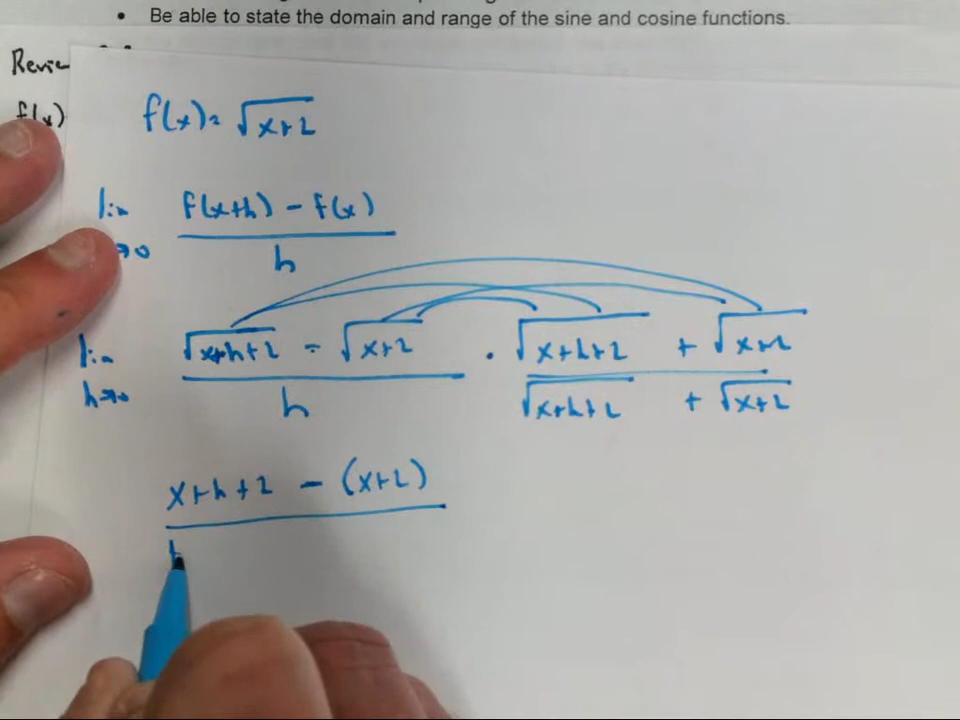 • Be able to state the domain and range of the sine and cosine functions.
f(x)
f(x) = √(x+2)
lim f(x+h) - f(x)
→0 h
lim √(x+h+2) - √(x+2) · √(x+h+2) + √(x+2)
h→0 h √(x+h+2) + √(x+2)
x+h+2 - (x+2)